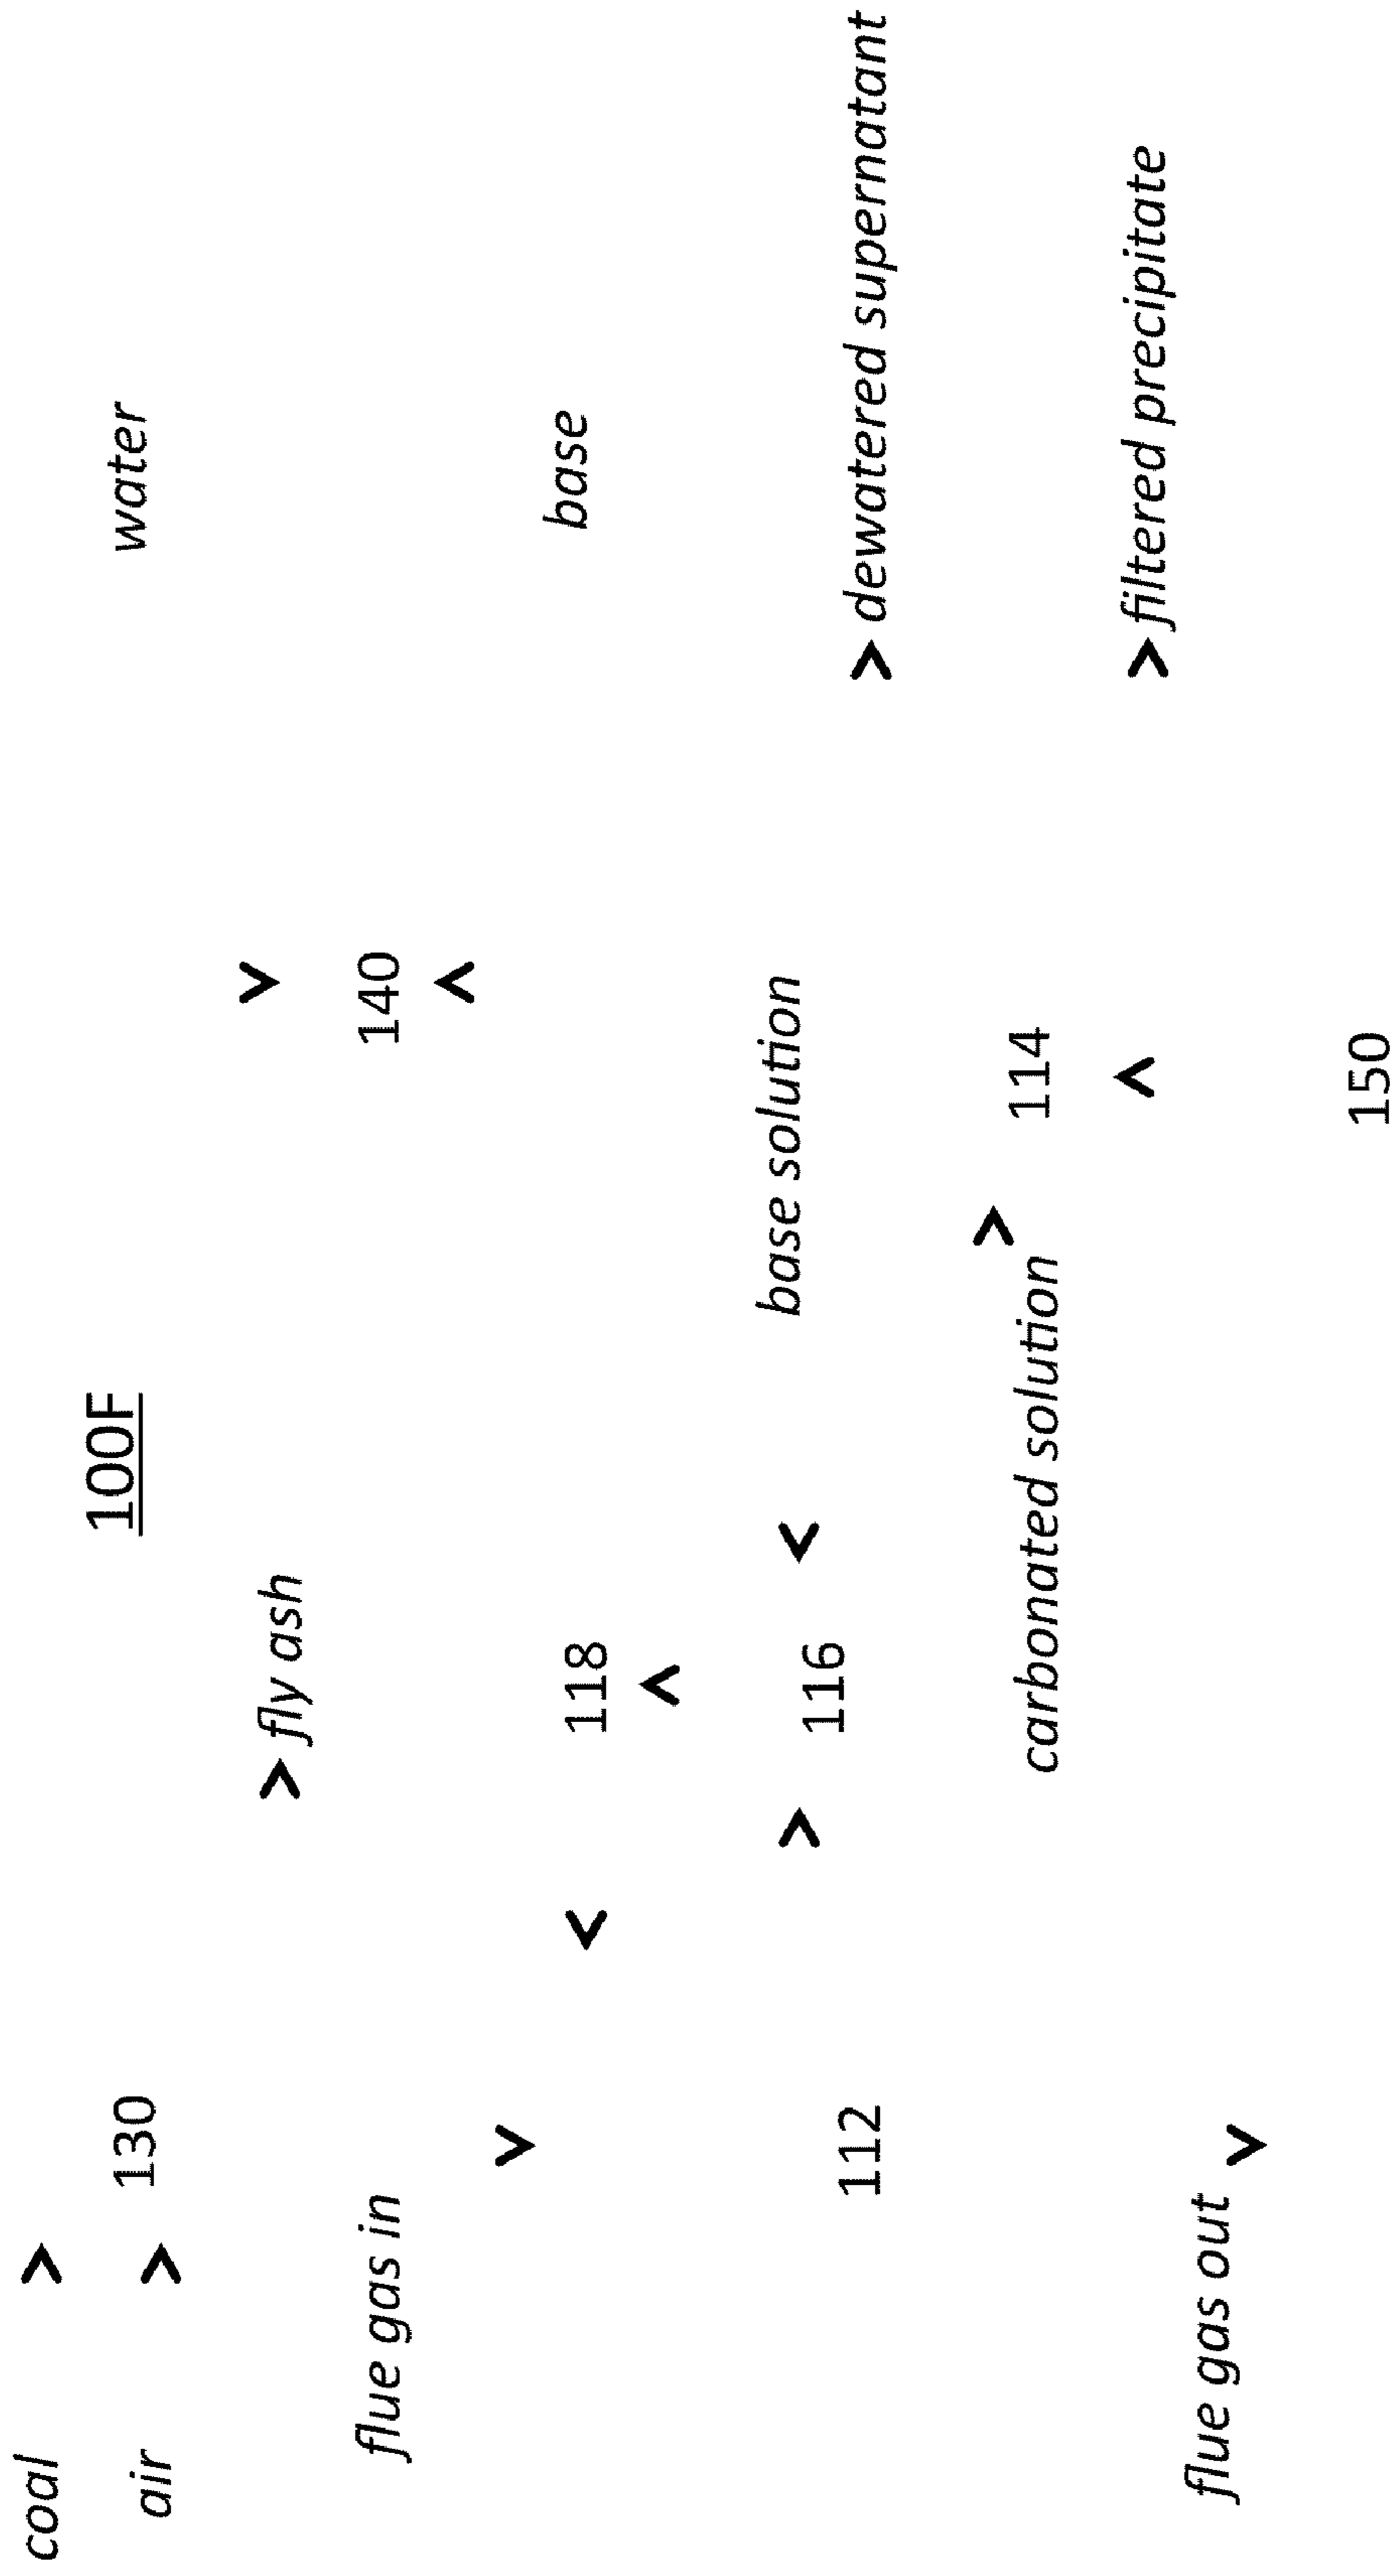 coal
100F
water
air
130
fly ash
flue gas in
140
118
base
base solution
112
116
dewatered supernatant
carbonated solution
114
filtered precipitate
flue gas out
150